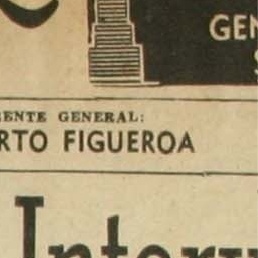 GEN
ENTE GENERAL:
RTO FIGUEROA
Interv